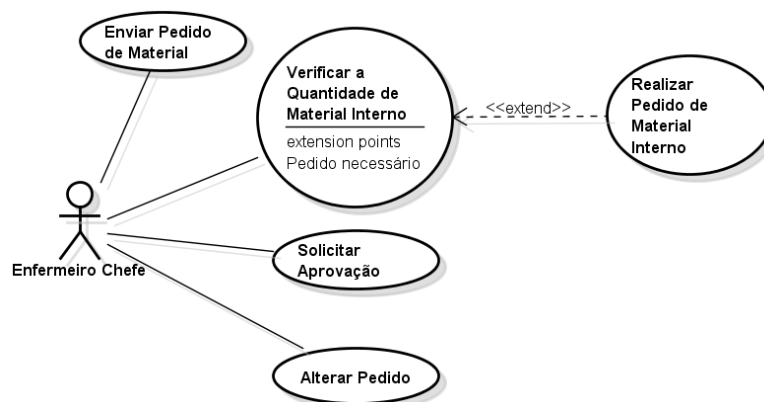 Enviar Pedido
de Material
Verificar a
Quantidade de
Material Interno
extension points
Pedido necessário
<<extend>>
Realizar
Pedido de
Material
Interno
Enfermeiro Chefe
Solicitar
Aprovação
Alterar Pedido